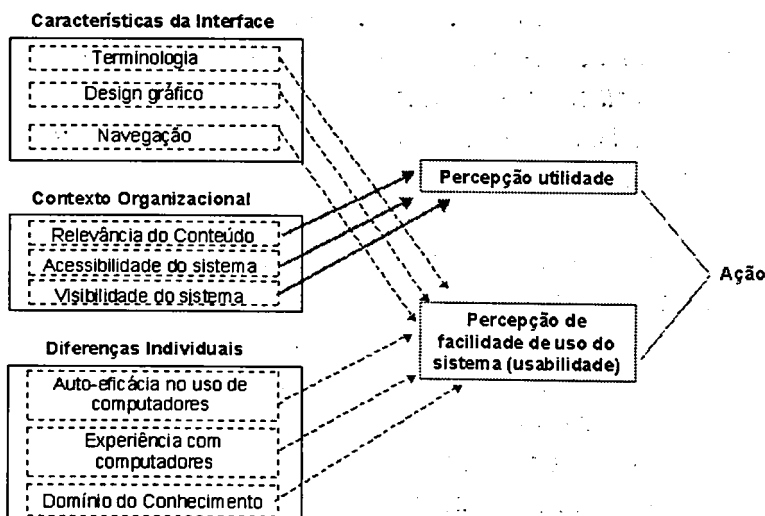 Características da Interface
Terminologia
Design gráfico
Navegação
Contexto Organizacional
Relevância do Conteúdo
Acessibilidade do sistema
Visibilidade do sistema
Diferenças Individuais
Auto-eficácia no uso de
computadores
Experiência com
computadores
Domínio do Conhecimento
Percepção utilidade
Percepção de
facilidade de uso do
sistema (usabilidade)
Ação